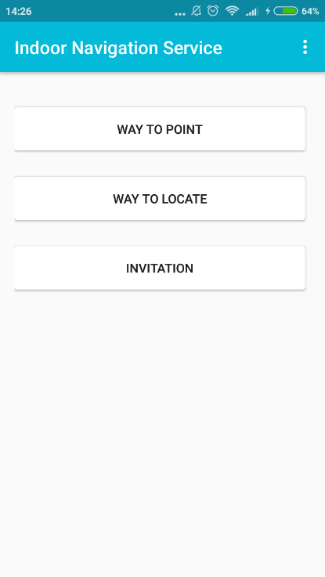 14:26
64%
Indoor Navigation Service
WAY TO POINT
WAY TO LOCATE
INVITATION